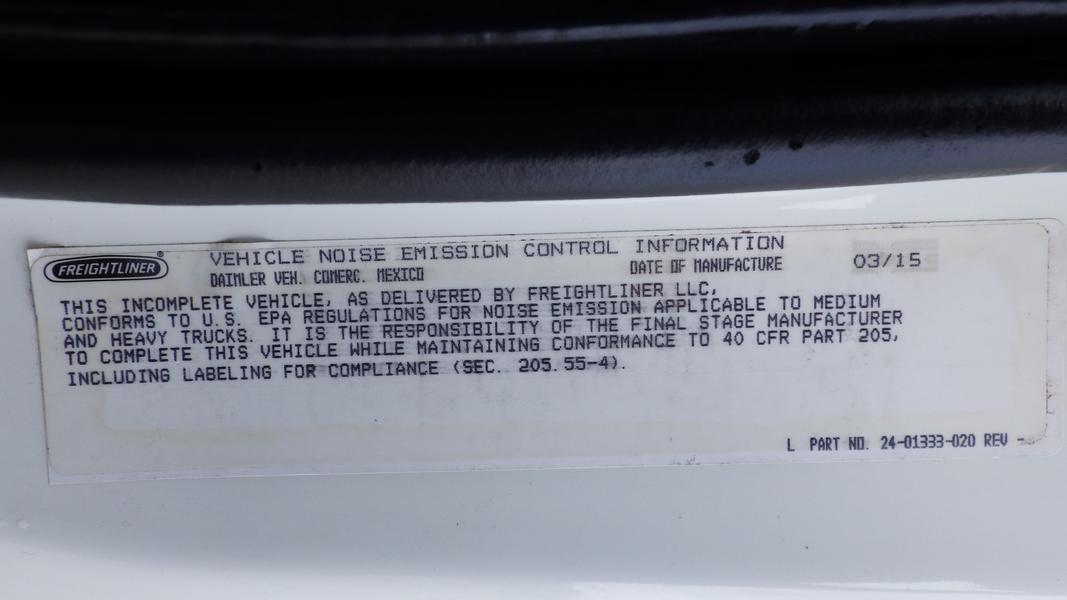 FREIGHTLINER®
VEHICLE NOISE EMISSION CONTROL INFORMATION
DAIMLER VEH. COMERC. MEXICO DATE OF MANUFACTURE 03/15
THIS INCOMPLETE VEHICLE, AS DELIVERED BY FREIGHTLINER LLC,
CONFORMS TO U.S. EPA REGULATIONS FOR NOISE EMISSION APPLICABLE TO MEDIUM
AND HEAVY TRUCKS. IT IS THE RESPONSIBILITY OF THE FINAL STAGE MANUFACTURER
TO COMPLETE THIS VEHICLE WHILE MAINTAINING CONFORMANCE TO 40 CFR PART 205,
INCLUDING LABELING FOR COMPLIANCE (SEC. 205.55-4).
L PART NO. 24-01333-020 REV -